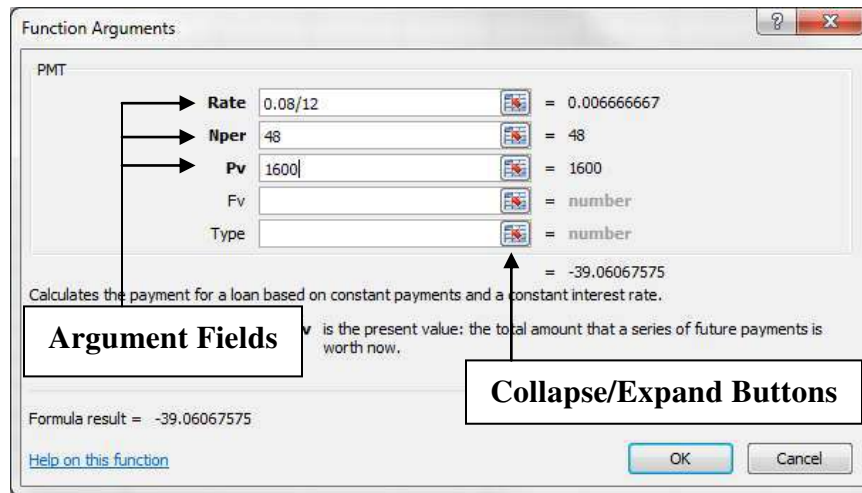 Function Arguments
PMT
Rate 0.08/12 = 0.006666667
Nper 48 = 48
Pv 1600 = 1600
Fv = number
Type = number
= -39.06067575
Calculates the payment for a loan based on constant payments and a constant interest rate.
Argument Fields
v is the present value: the total amount that a series of future payments is
worth now.
Collapse/Expand Buttons
Formula result = -39.06067575
Help on this function
OK Cancel